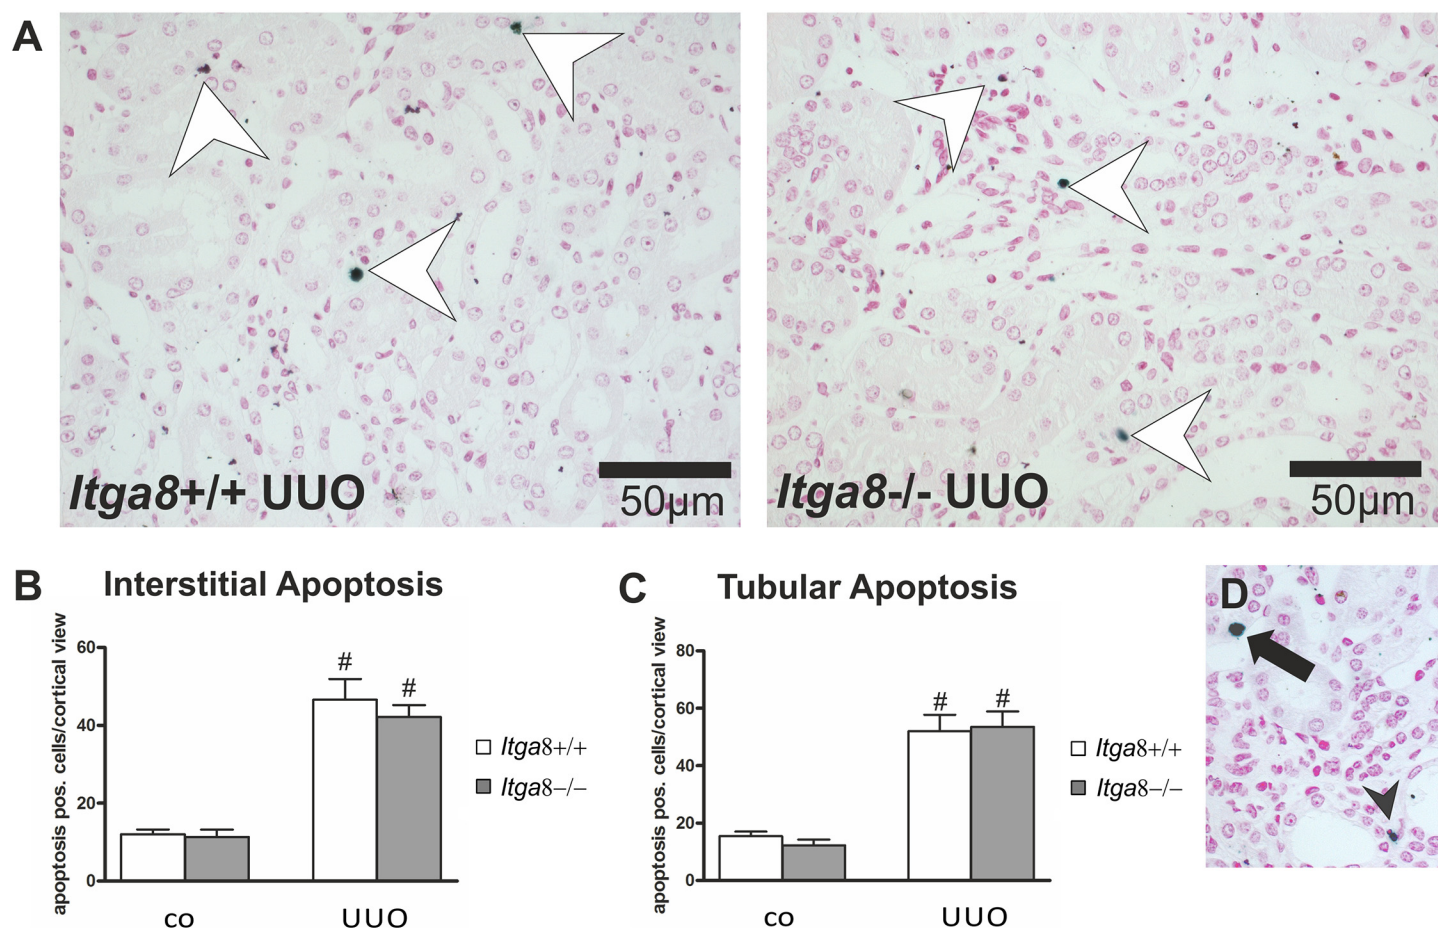 A
Itga8+/+ UUO
50µm
Itga8-/- UUO
50µm
B
Interstitial Apoptosis
apoptosis pos. cells/cortical view
60
40
20
0
#
#
co
UUO
Itga8+/+
Itga8−/−
C
Tubular Apoptosis
apoptosis pos. cells/cortical view
80
60
40
20
0
#
#
co
UUO
Itga8+/+
Itga8−/−
D